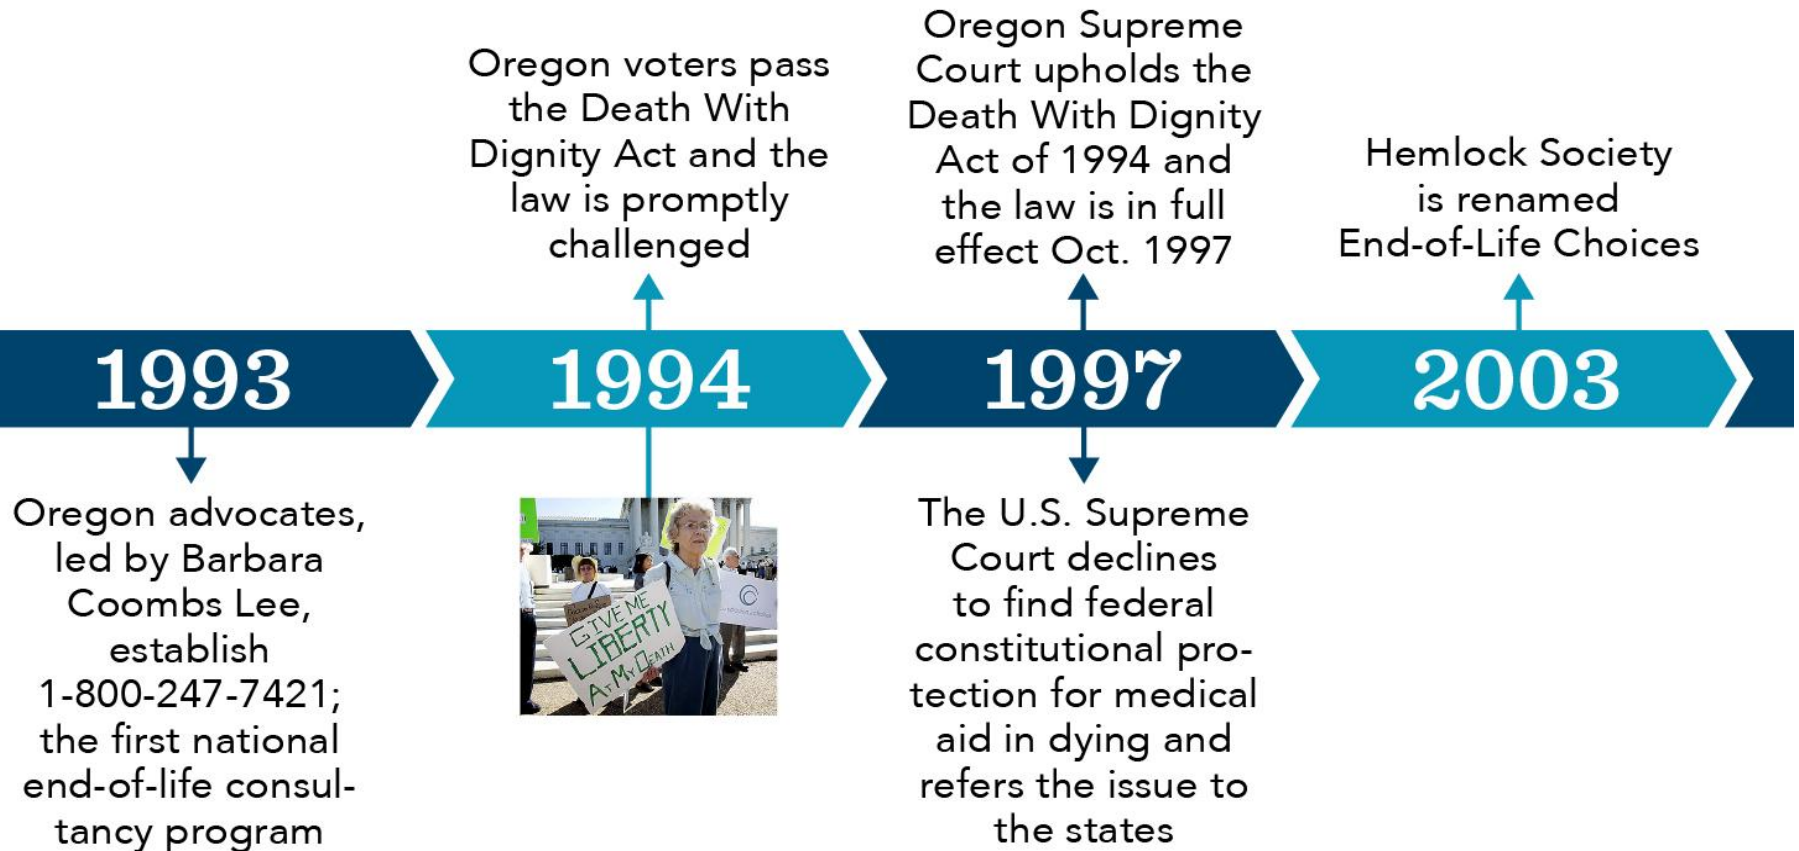 1993
Oregon advocates,
led by Barbara
Coombs Lee,
establish
1-800-247-7421;
the first national
end-of-life consul-
tancy program
Oregon voters pass
the Death With
Dignity Act and the
law is promptly
challenged
1994
GIVE ME
LIBERTY
AT MY DEATH
Oregon Supreme
Court upholds the
Death With Dignity
Act of 1994 and
the law is in full
effect Oct. 1997
1997
The U.S. Supreme
Court declines
to find federal
constitutional pro-
tection for medical
aid in dying and
refers the issue to
the states
Hemlock Society
is renamed
End-of-Life Choices
2003